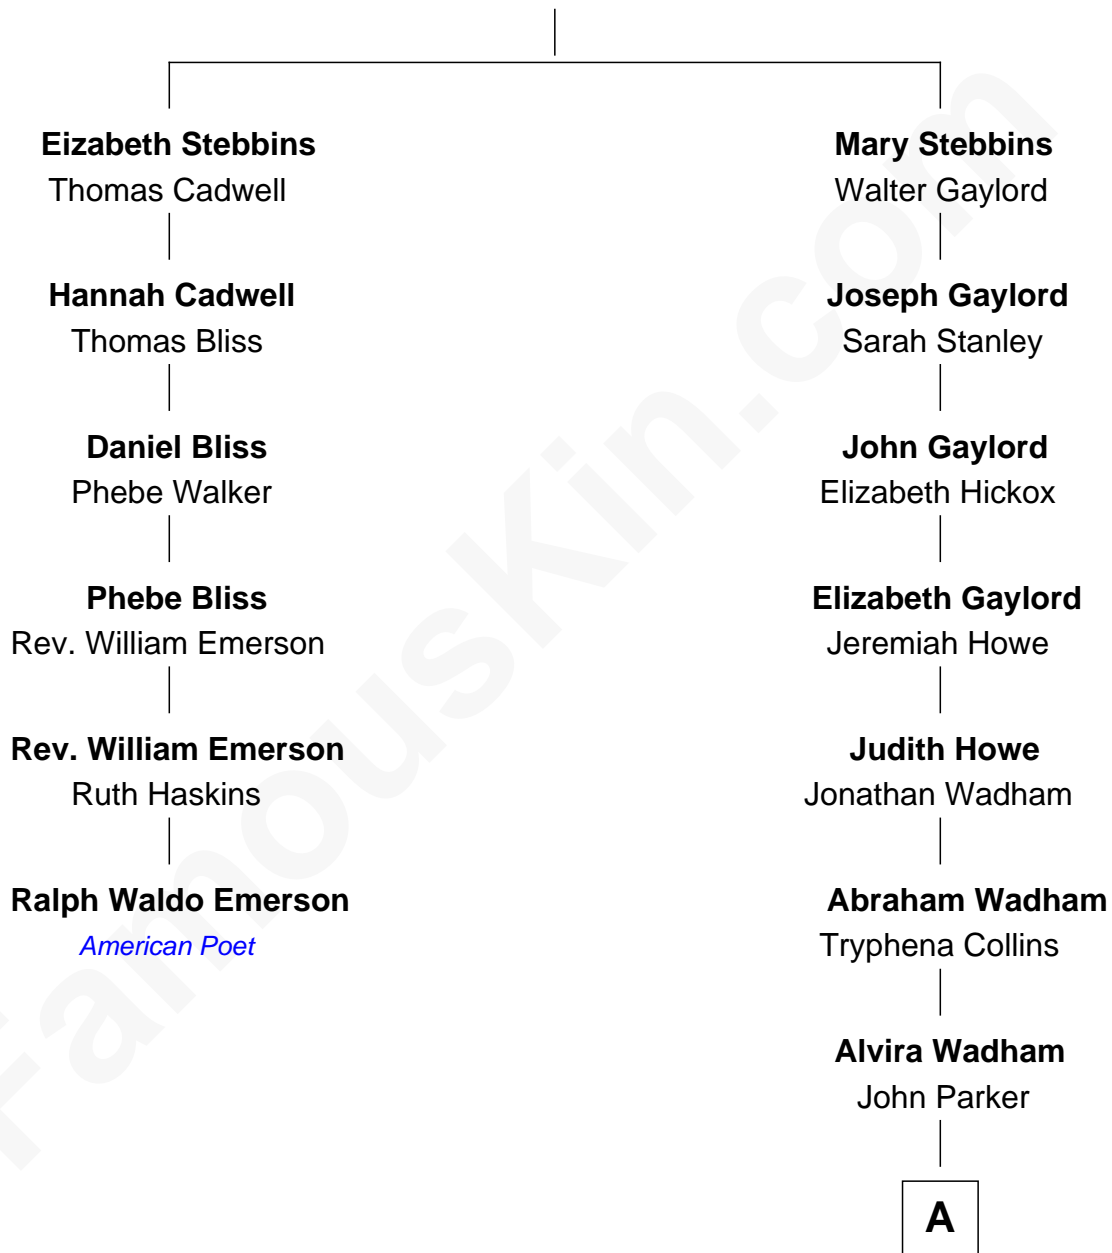 Eizabeth Stebbins
Thomas Cadwell
Hannah Cadwell
Thomas Bliss
Daniel Bliss
Phebe Walker
Phebe Bliss
Rev. William Emerson
Rev. William Emerson
Ruth Haskins
Ralph Waldo Emerson
American Poet
Mary Stebbins
Walter Gaylord
Joseph Gaylord
Sarah Stanley
John Gaylord
Elizabeth Hickox
Elizabeth Gaylord
Jeremiah Howe
Judith Howe
Jonathan Wadham
Abraham Wadham
Tryphena Collins
Alvira Wadham
John Parker
A
FamousKin.com